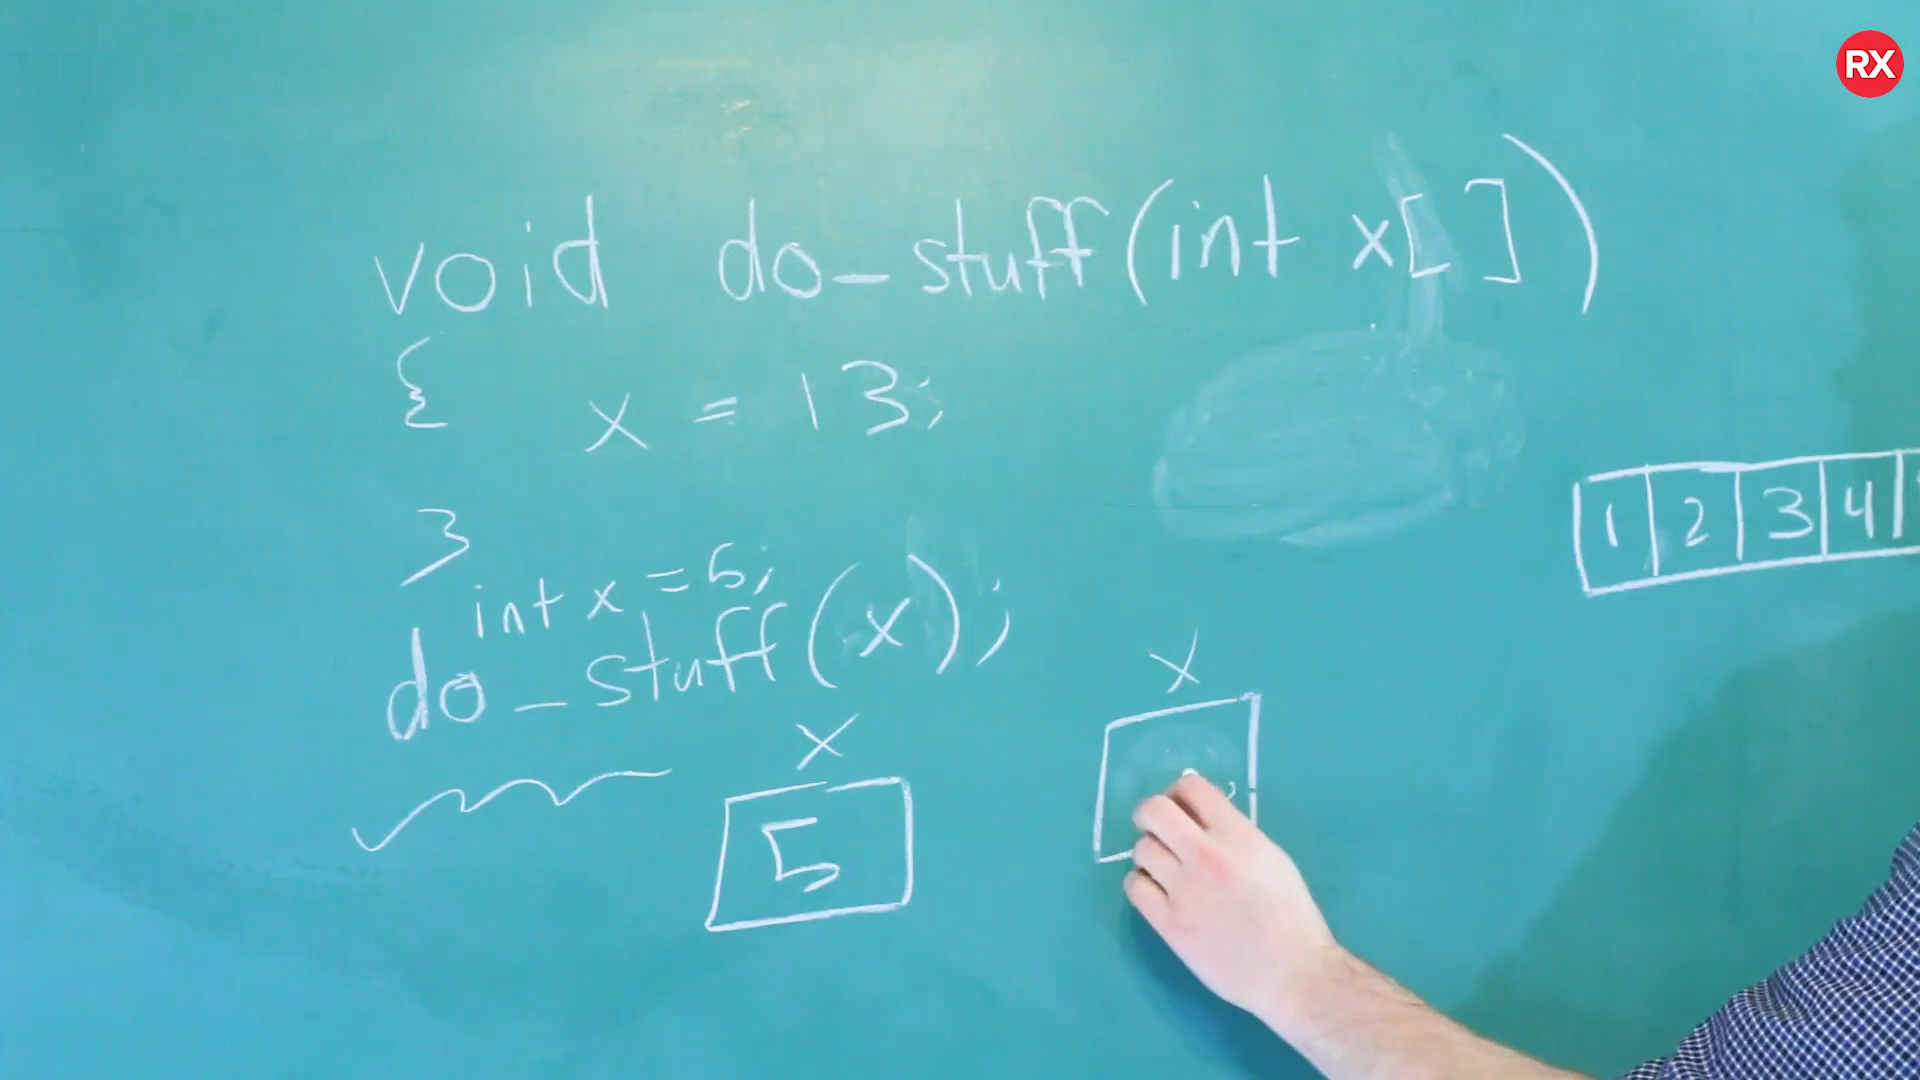 RX
void do_stuff(int x[ ])
{ x = 13;
}
int x = 5;
do_stuff(x);
x
5
x
1 2 3 4